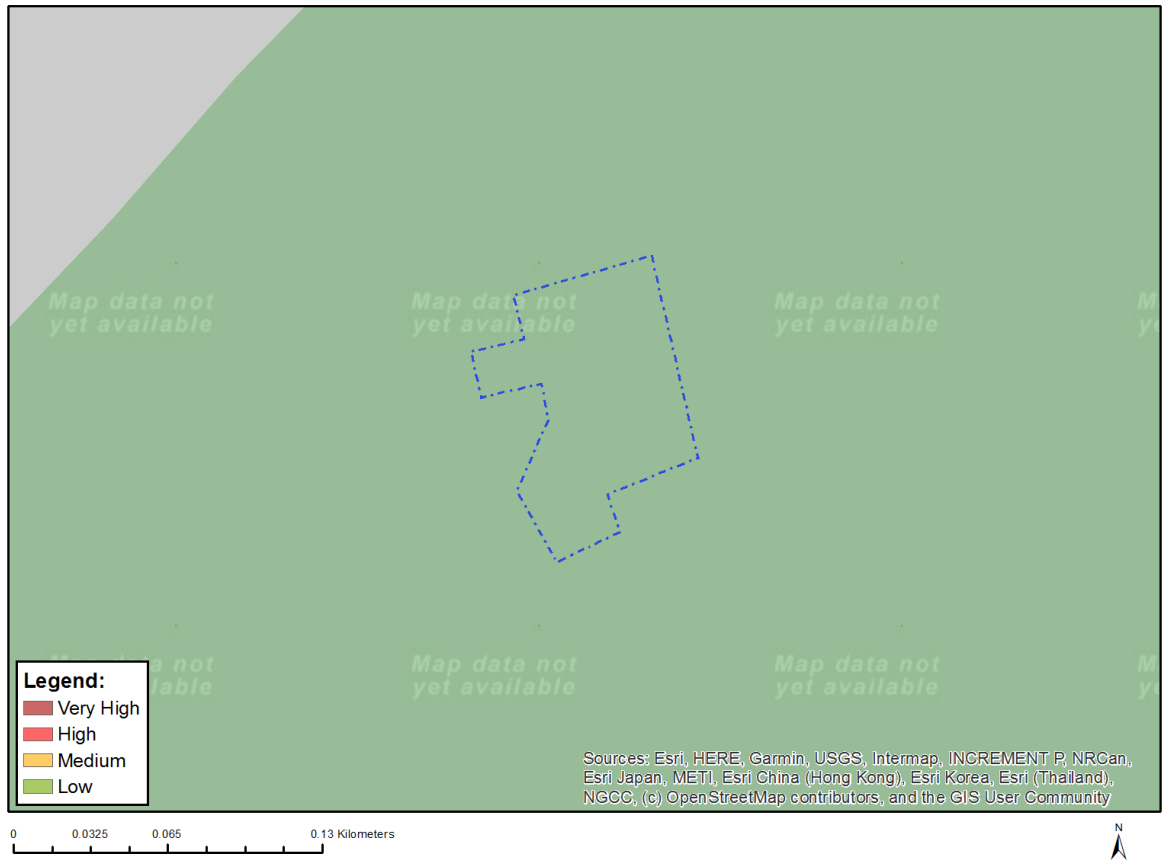 Map data not
yet available
Map data not
yet available
Map data not
yet available
M
y
Map data not
yet available
Map data not
yet available
M
y
a not
lable
Legend:
Very High
High
Medium
Low
Sources: Esri, HERE, Garmin, USGS, Intermap, INCREMENT P, NRCan,
Esri Japan, METI, Esri China (Hong Kong), Esri Korea, Esri (Thailand),
NGCC, (c) OpenStreetMap contributors, and the GIS User Community
0 0.0325 0.065 0.13 Kilometers
N